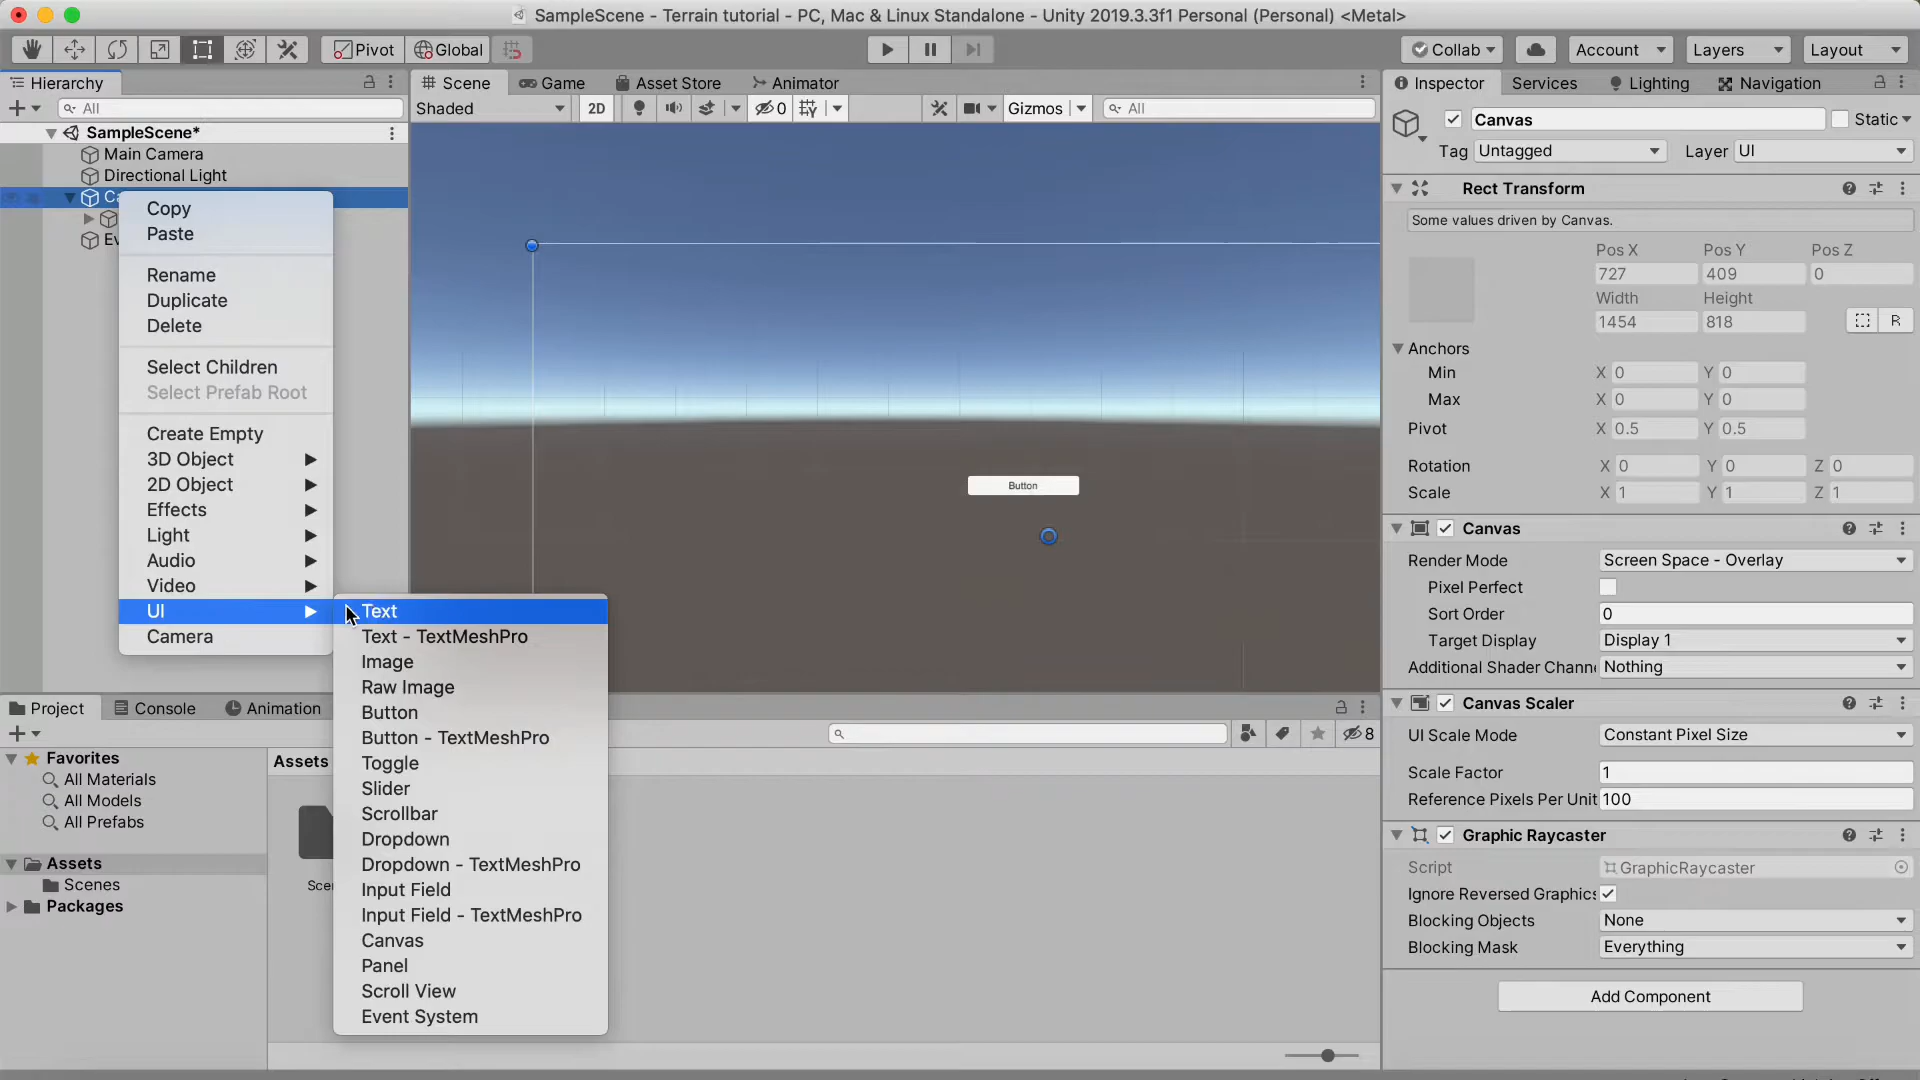 SampleScene - Terrain tutorial - PC, Mac & Linux Standalone - Unity 2019.3.3f1 Personal (Personal) <Metal>
Pivot
Global
Collab
Account
Layers
Layout
Hierarchy
All
SampleScene*
Main Camera
Directional Light
Ca
Ev
Copy
Paste
Rename
Duplicate
Delete
Select Children
Select Prefab Root
Create Empty
3D Object
2D Object
Effects
Light
Audio
Video
UI
Camera
Text
Text - TextMeshPro
Image
Raw Image
Button
Button - TextMeshPro
Toggle
Slider
Scrollbar
Dropdown
Dropdown - TextMeshPro
Input Field
Input Field - TextMeshPro
Canvas
Panel
Scroll View
Event System
Scene
Game
Asset Store
Animator
Shaded
2D
0
Gizmos
All
Button
Project
Console
Animation
8
Favorites
All Materials
All Models
All Prefabs
Assets
Scenes
Packages
Assets
Sce
Inspector
Services
Lighting
Navigation
Canvas
Static
Tag Untagged
Layer UI
Rect Transform
Some values driven by Canvas.
Pos X Pos Y Pos Z
727 409 0
Width Height
1454 818
R
Anchors
Min X 0 Y 0
Max X 0 Y 0
Pivot X 0.5 Y 0.5
Rotation X 0 Y 0 Z 0
Scale X 1 Y 1 Z 1
Canvas
Render Mode Screen Space - Overlay
Pixel Perfect
Sort Order 0
Target Display Display 1
Additional Shader Channe Nothing
Canvas Scaler
UI Scale Mode Constant Pixel Size
Scale Factor 1
Reference Pixels Per Unit 100
Graphic Raycaster
Script GraphicRaycaster
Ignore Reversed Graphics
Blocking Objects None
Blocking Mask Everything
Add Component